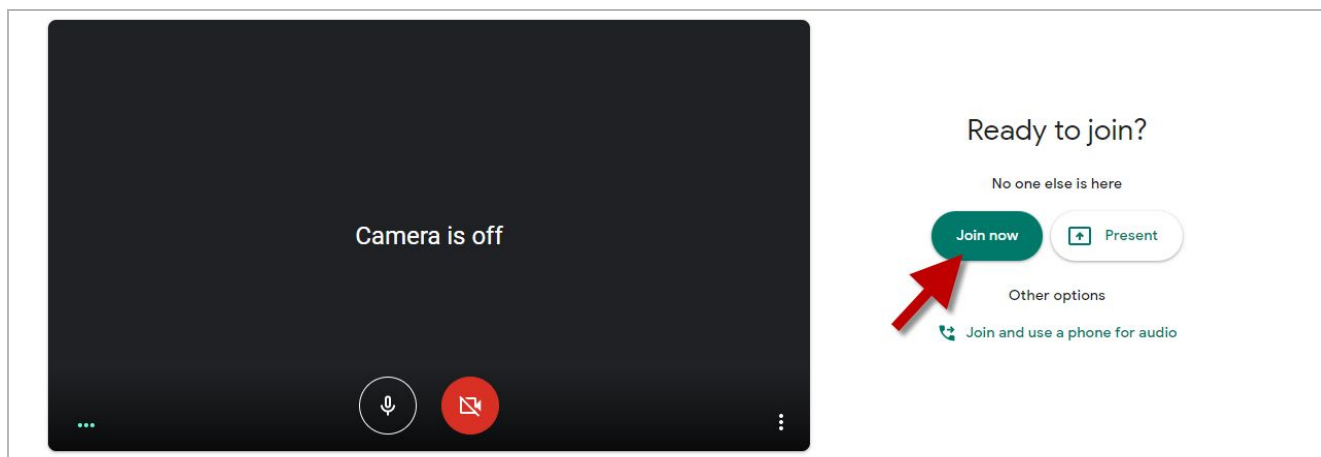 Camera is off
Ready to join?
No one else is here
Join now
Present
Other options
Join and use a phone for audio